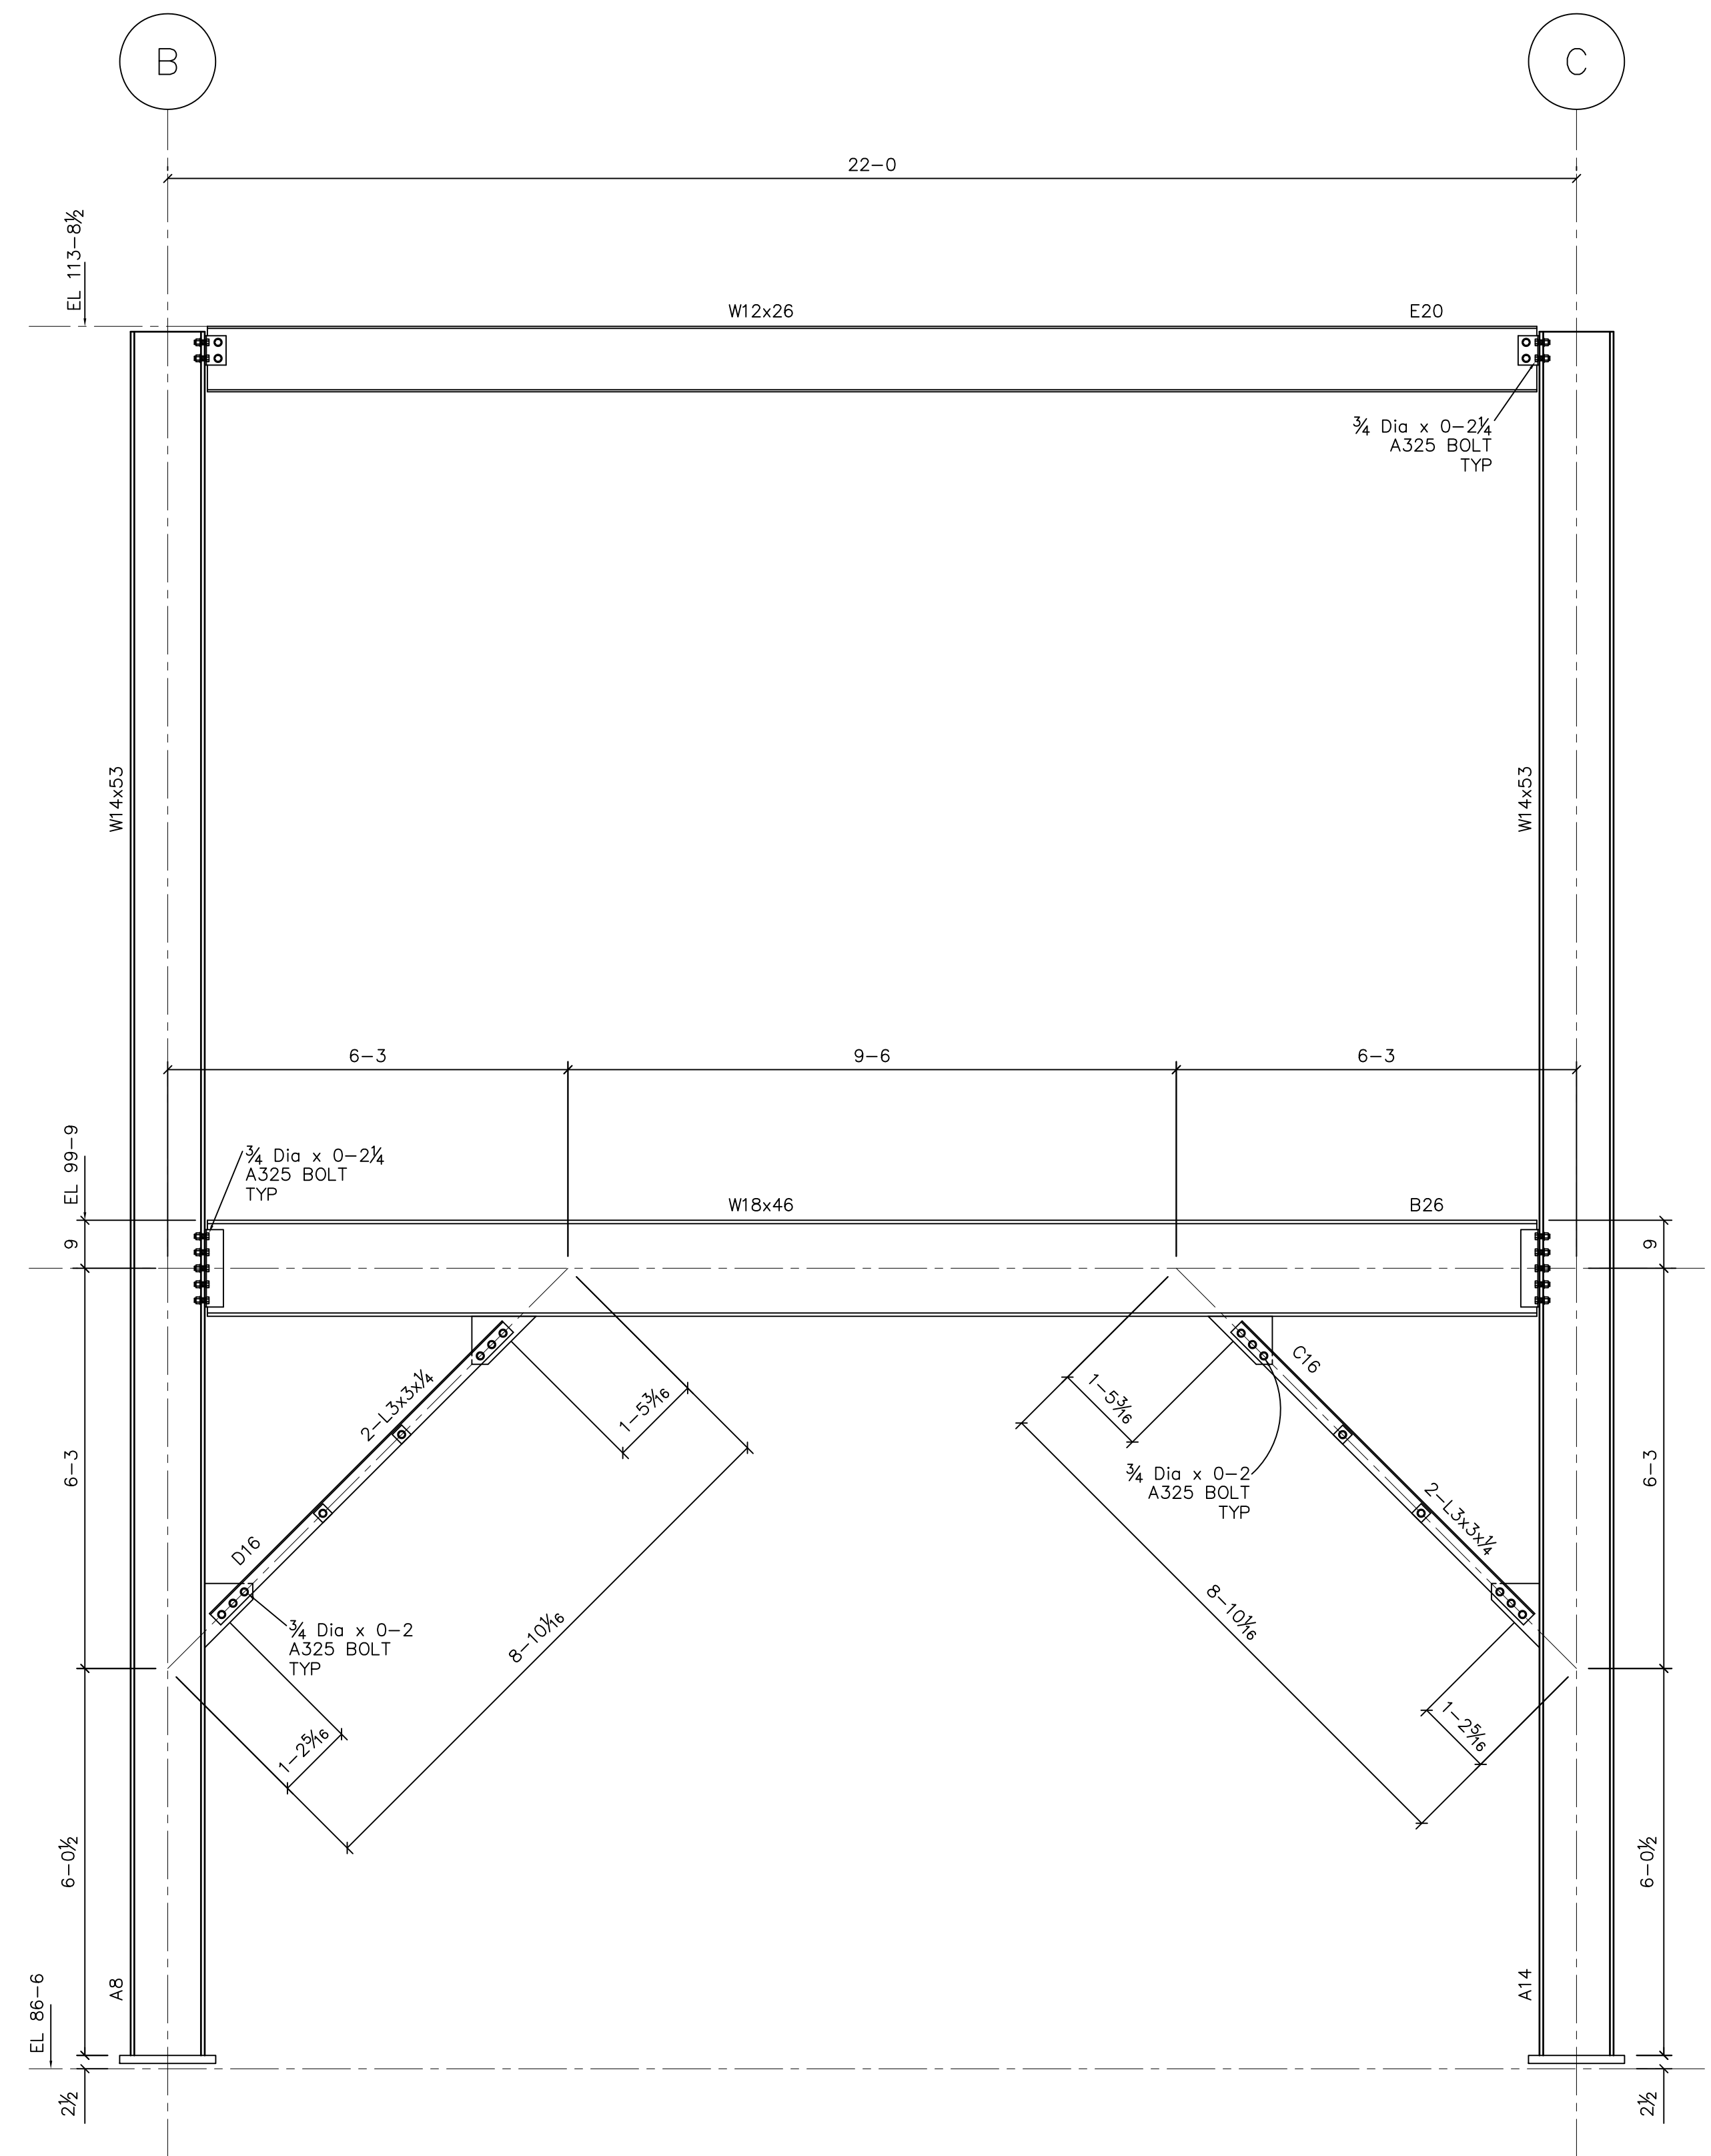 B
C
22-0
EL 113-8½
W12x26
E20
¾ Dia x 0-2¼
A325 BOLT
TYP
W14x53
W14x53
6-3
9-6
6-3
EL 99-9
¾ Dia x 0-2¼
A325 BOLT
TYP
W18x46
B26
9
9
2-L3x3x¼
1-5³⁄₁₆
1-5³⁄₁₆
C16
¾ Dia x 0-2
A325 BOLT
TYP
6-3
6-3
2-L3x3x¼
D16
¾ Dia x 0-2
A325 BOLT
TYP
8-10¹⁄₁₆
8-10¹⁄₁₆
1-2⁵⁄₁₆
1-2⁵⁄₁₆
6-0½
6-0½
A8
A14
EL 86-6
2½
2½